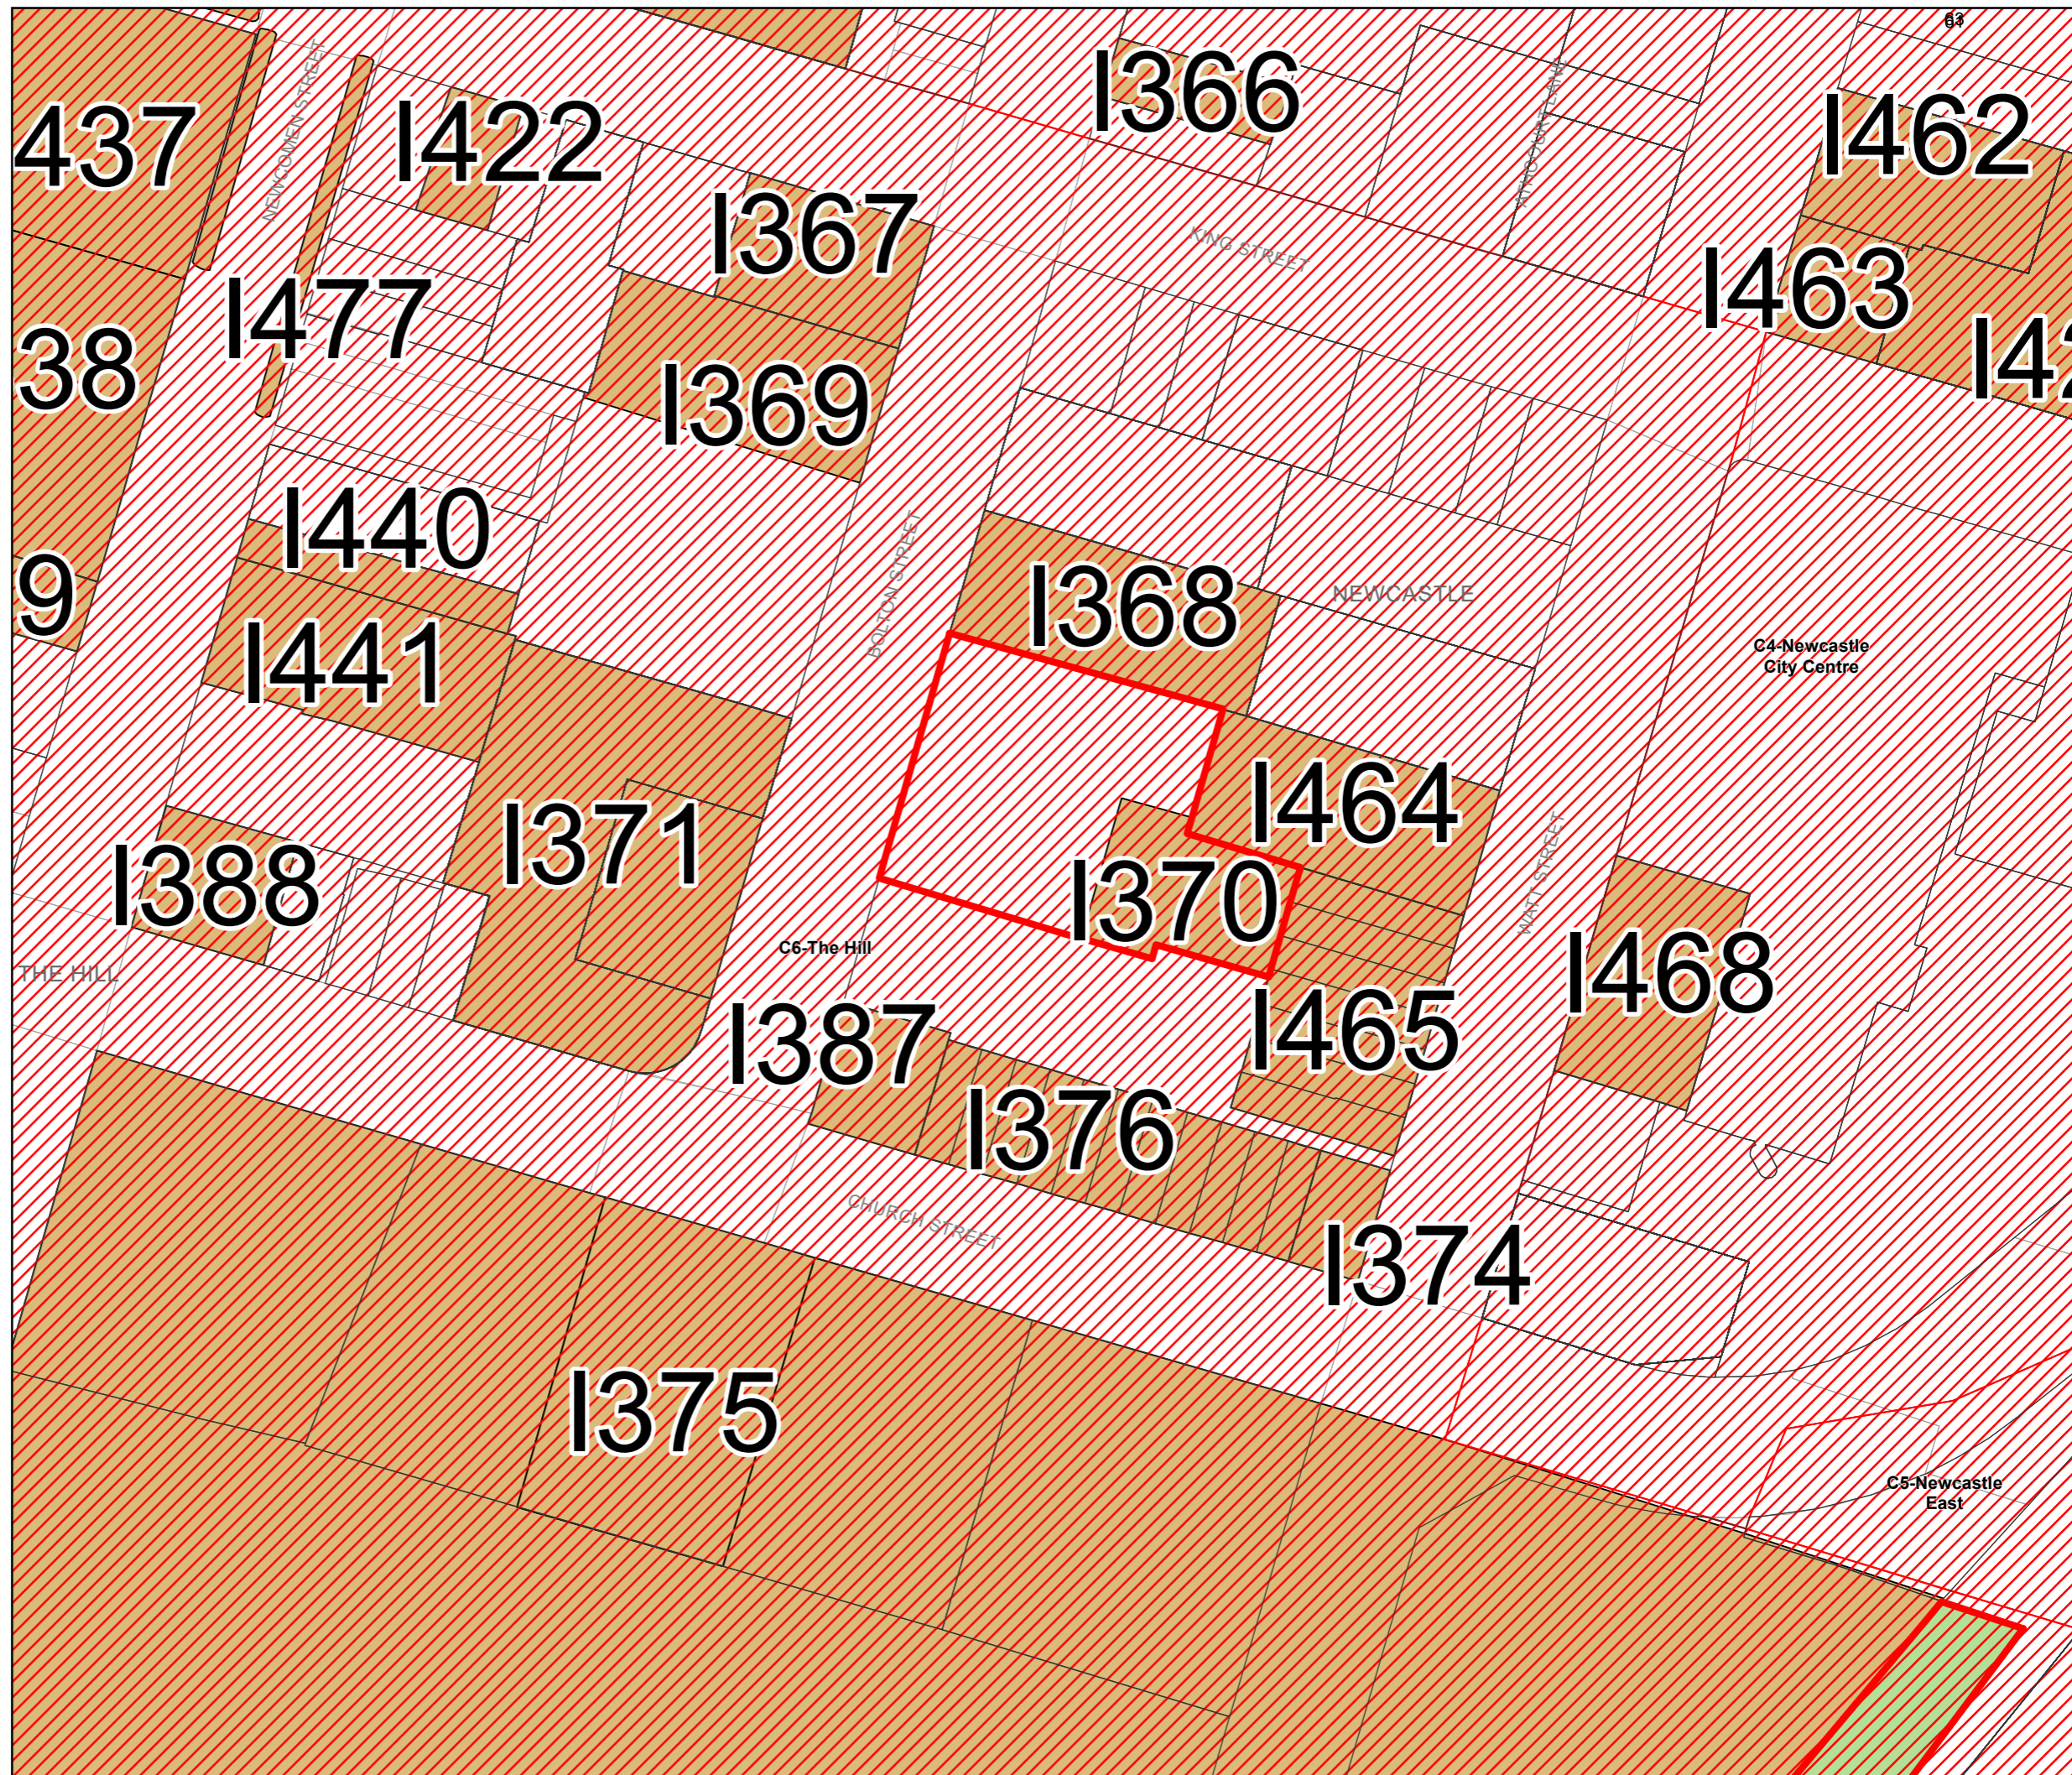 I366
I462
437
I422
NEWCOMEN STREET
I367
KING STREET
I463
I477
38
I369
I440
BOLTON STREET
9
I368
NEWCASTLE
I441
C4-Newcastle
City Centre
I371
I464
I388
I370
WATT STREET
C6-The Hill
THE HILL
I468
I387
I465
I376
CHURCH STREET
I374
I375
C5-Newcastle
East